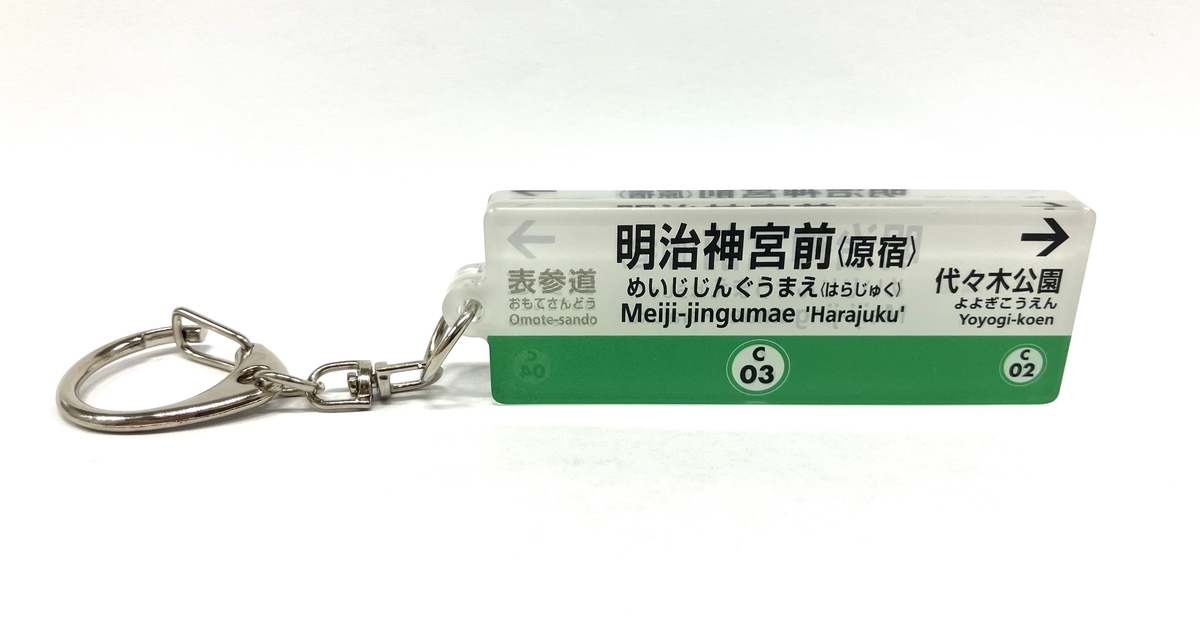 ← 明治神宮前〈原宿〉 →
表参道 めいじじんぐうまえ〈はらじゅく〉 代々木公園
おもてさんどう Meiji-jingumae 'Harajuku' よよぎこうえん
Omote-sando Yoyogi-koen
C C
03 02